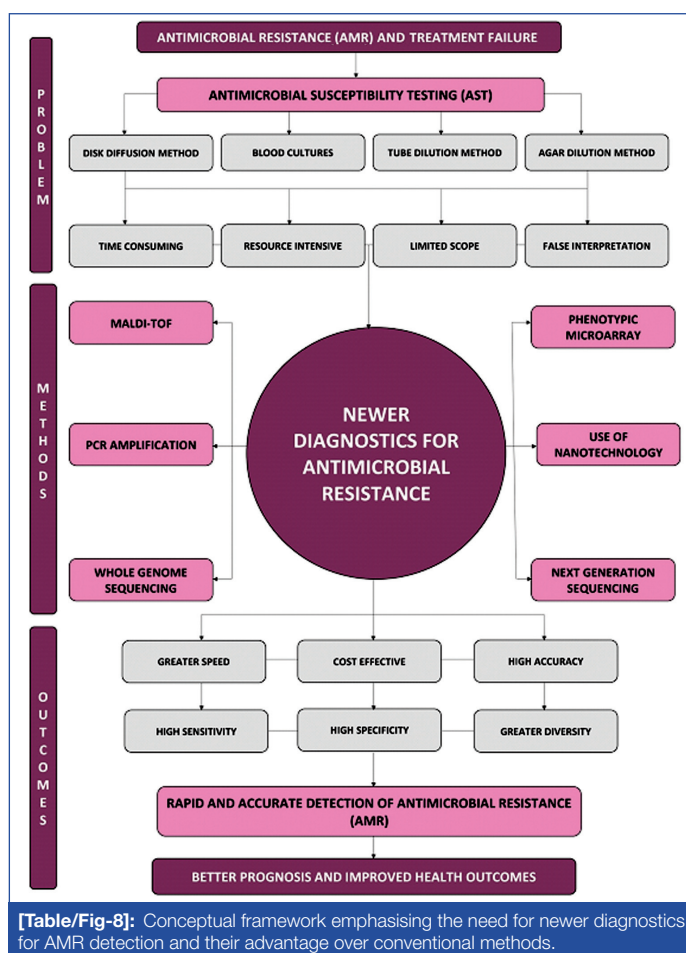 ANTIMICROBIAL RESISTANCE (AMR) AND TREATMENT FAILURE
PROBLEM
ANTIMICROBIAL SUSCEPTIBILITY TESTING (AST)
DISK DIFFUSION METHOD
BLOOD CULTURES
TUBE DILUTION METHOD
AGAR DILUTION METHOD
TIME CONSUMING
RESOURCE INTENSIVE
LIMITED SCOPE
FALSE INTERPRETATION
METHODS
MALDI-TOF
PCR AMPLIFICATION
WHOLE GENOME
SEQUENCING
NEWER
DIAGNOSTICS FOR
ANTIMICROBIAL
RESISTANCE
PHENOTYPIC
MICROARRAY
USE OF
NANOTECHNOLOGY
NEXT GENERATION
SEQUENCING
OUTCOMES
GREATER SPEED
COST EFFECTIVE
HIGH ACCURACY
HIGH SENSITIVITY
HIGH SPECIFICITY
GREATER DIVERSITY
RAPID AND ACCURATE DETECTION OF ANTIMICROBIAL RESISTANCE
(AMR)
BETTER PROGNOSIS AND IMPROVED HEALTH OUTCOMES
[Table/Fig-8]: Conceptual framework emphasising the need for newer diagnostics
for AMR detection and their advantage over conventional methods.